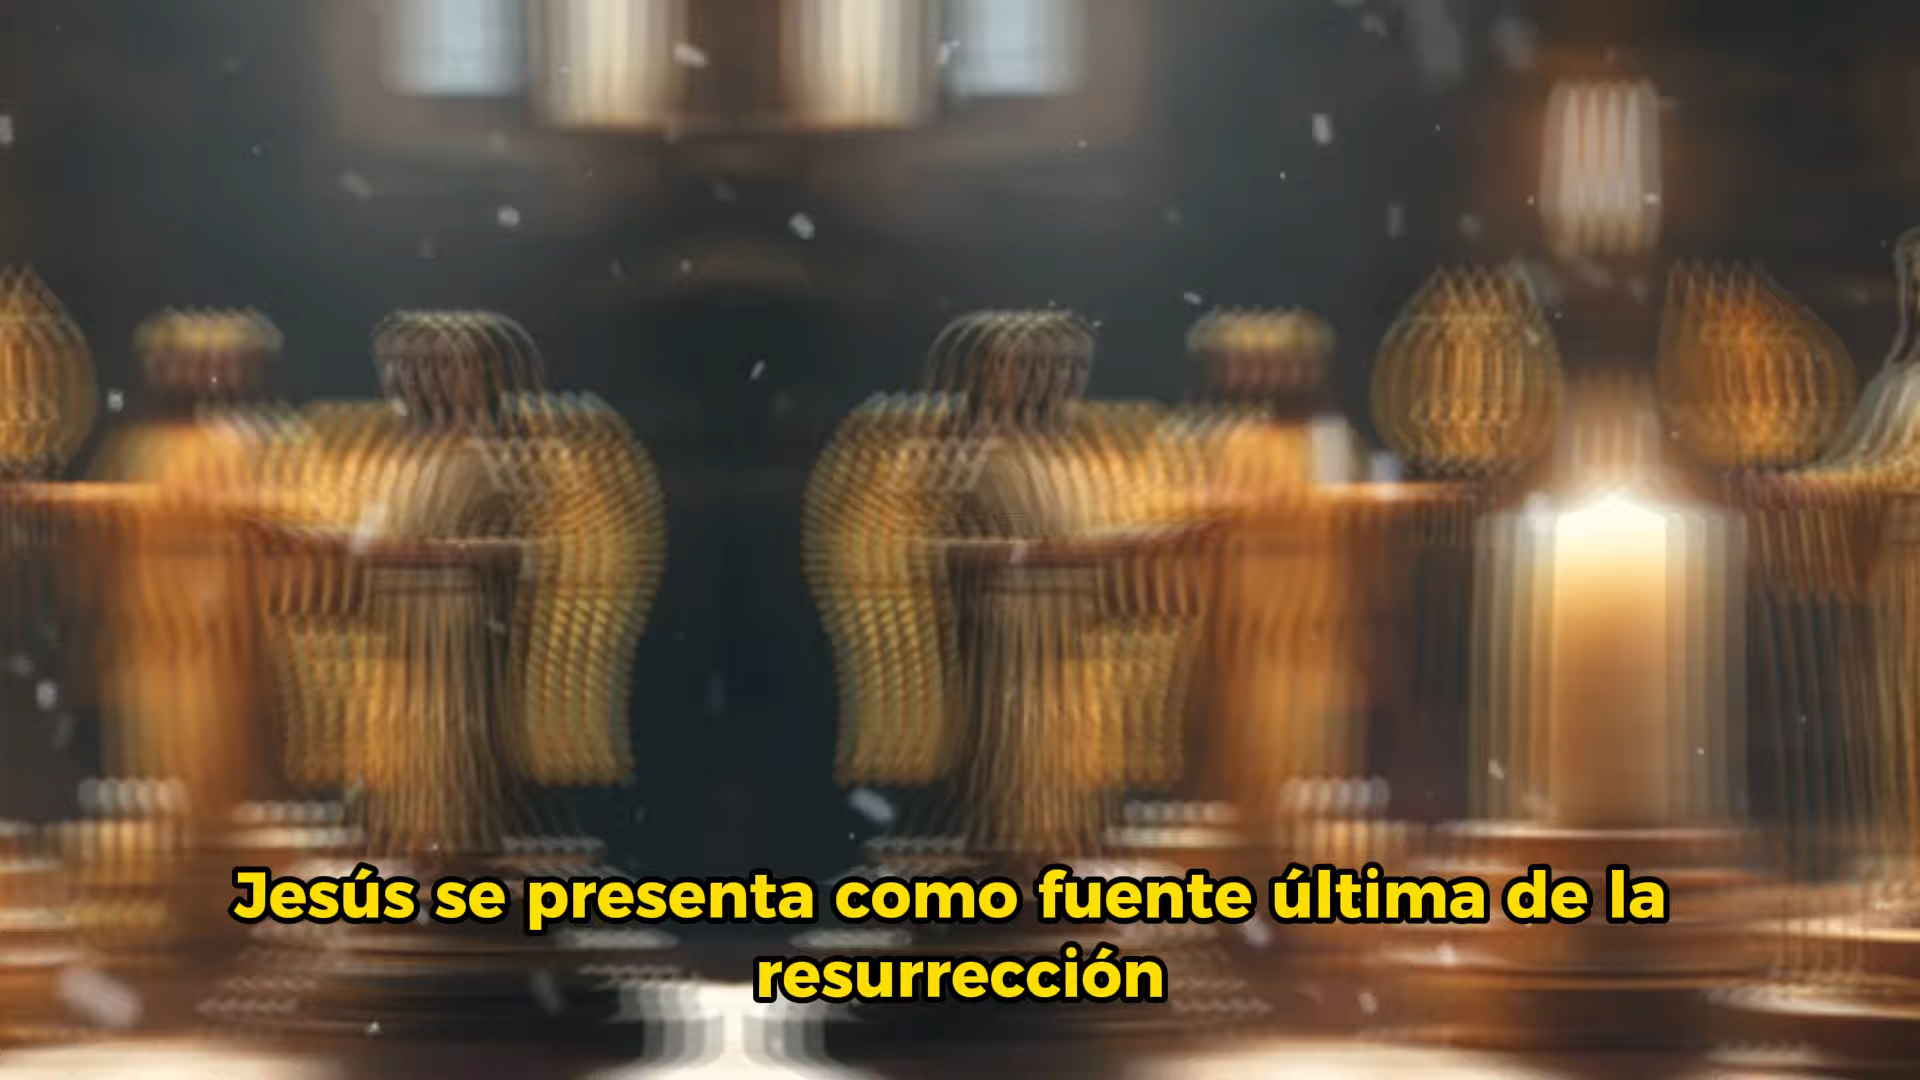 Jesús se presenta como fuente última de la
resurrección